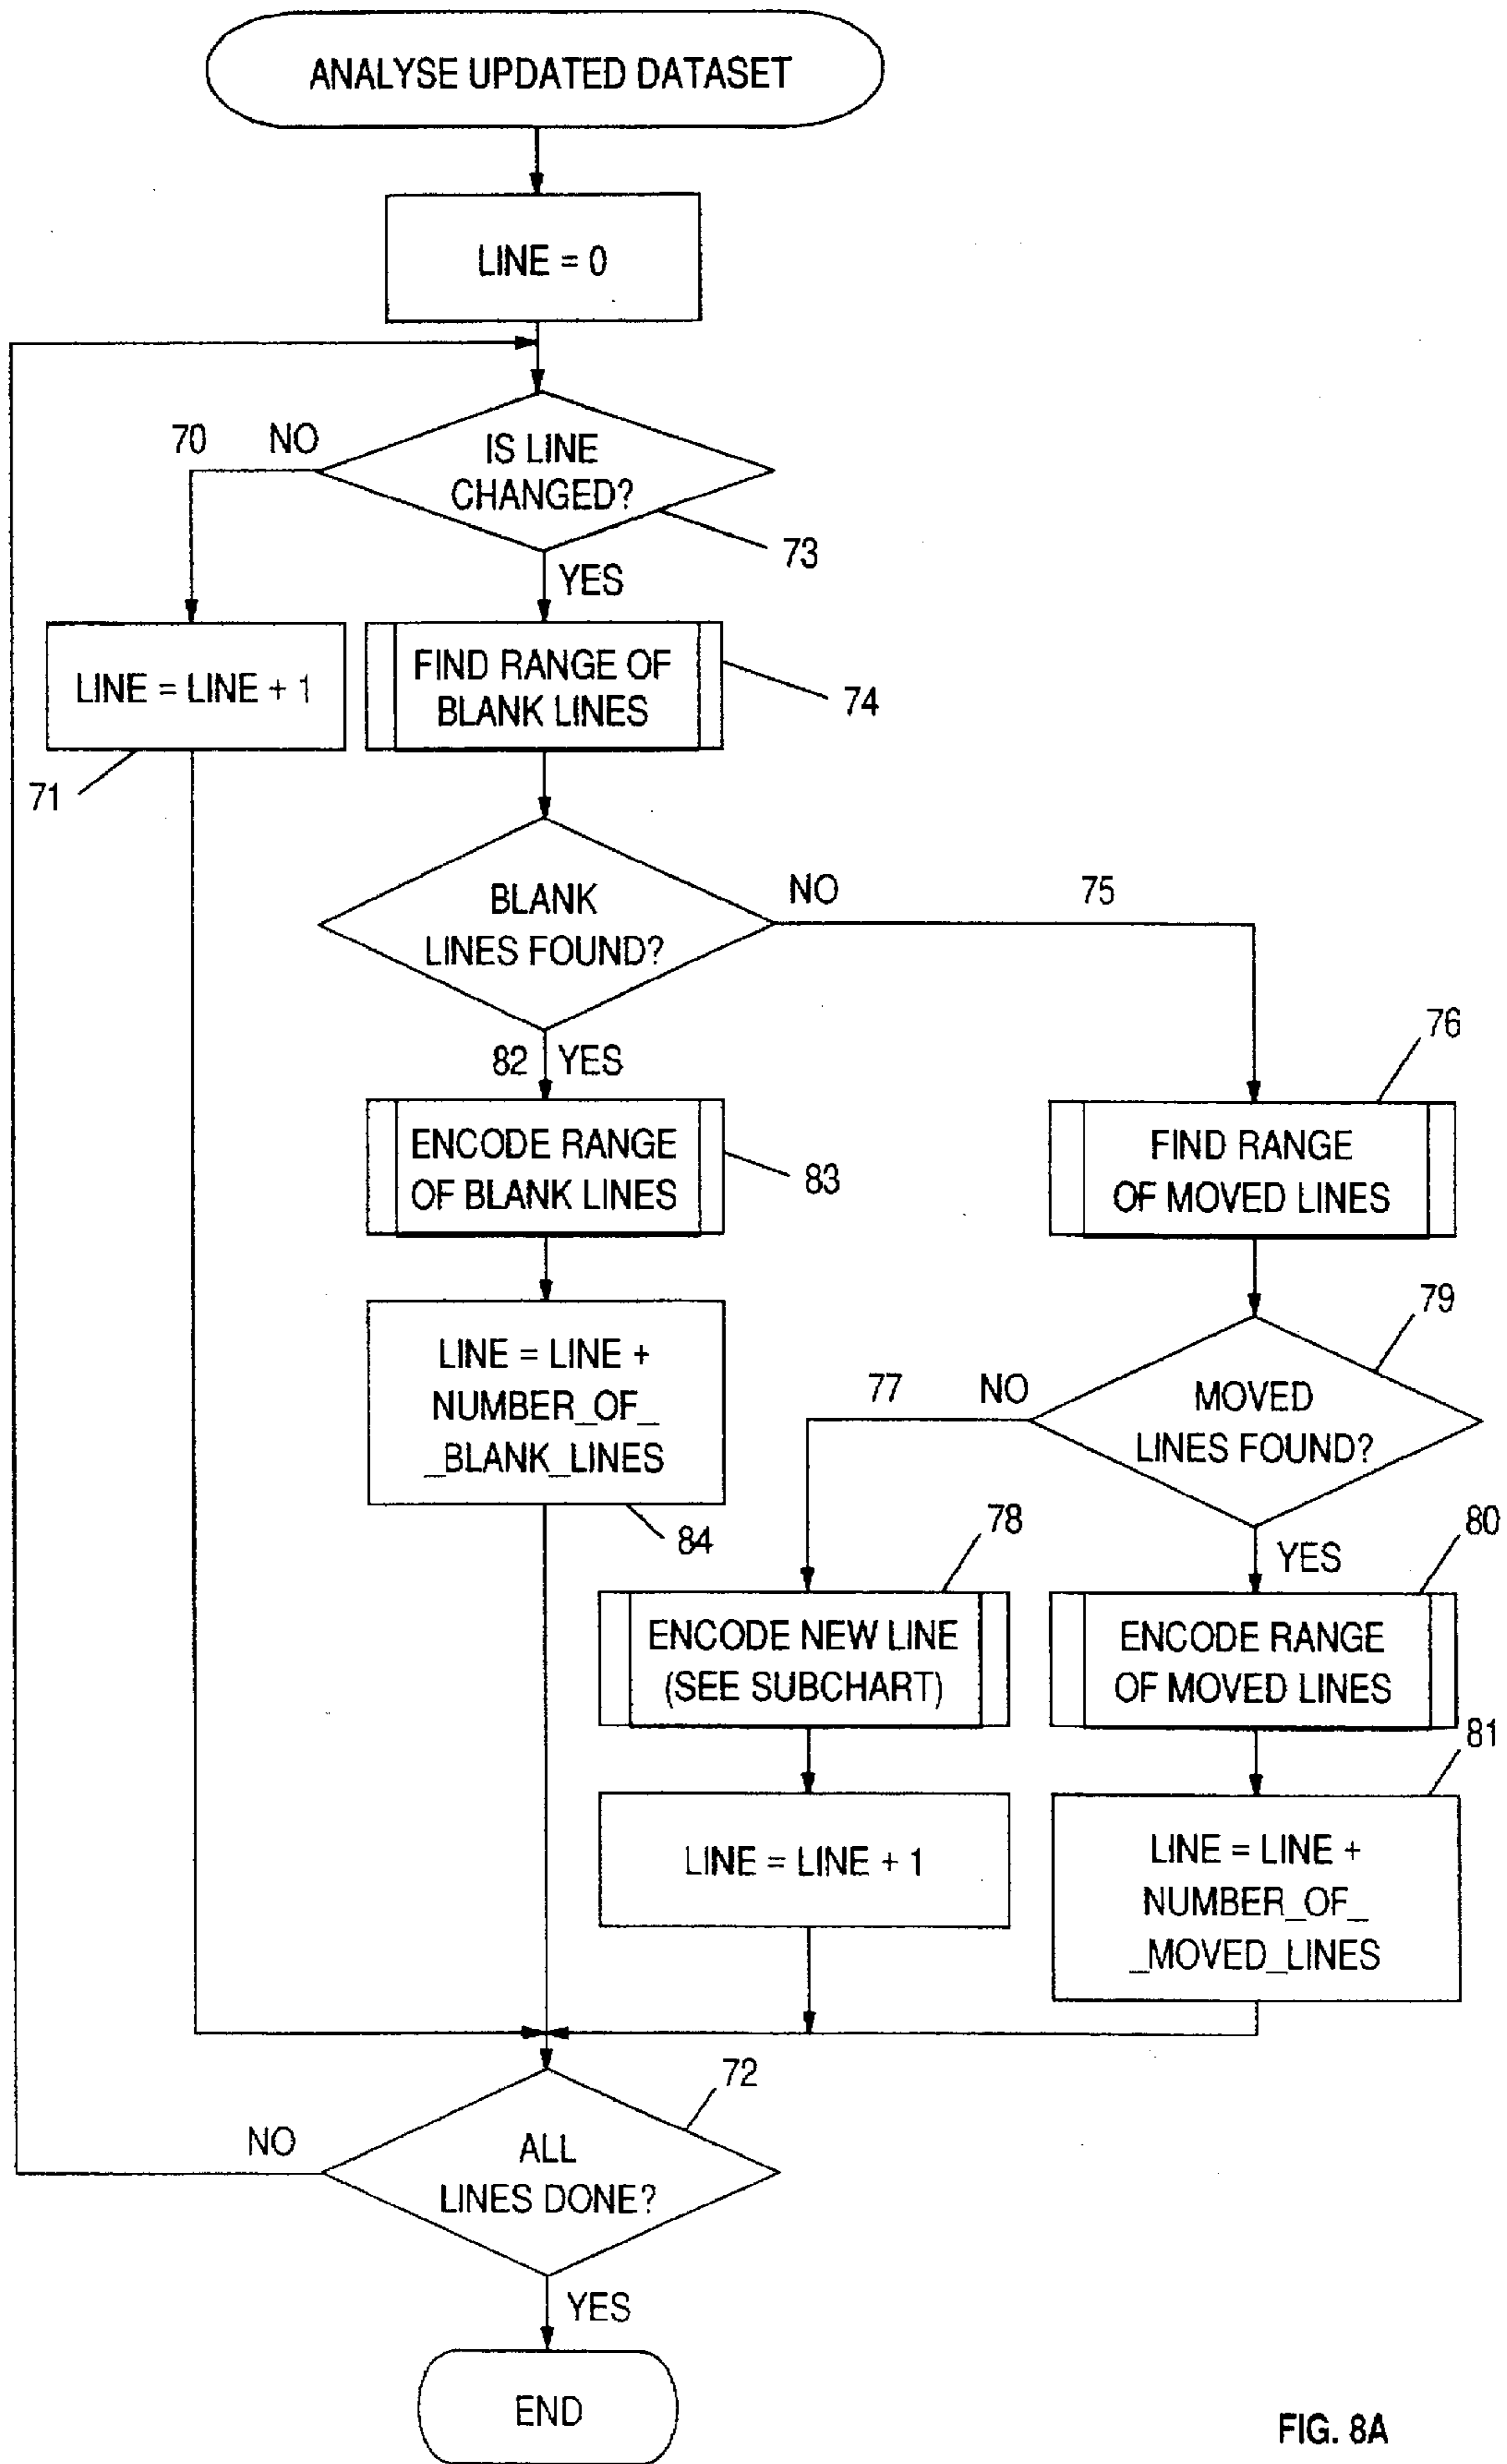 ANALYSE UPDATED DATASET
LINE = 0
70 NO
IS LINE
CHANGED?
73
YES
LINE = LINE + 1
71
FIND RANGE OF
BLANK LINES
74
BLANK
LINES FOUND?
NO 75
82 YES
76
ENCODE RANGE
OF BLANK LINES
83
FIND RANGE
OF MOVED LINES
79
LINE = LINE +
NUMBER_OF_
_BLANK_LINES
84
77 NO
MOVED
LINES FOUND?
78
YES
80
ENCODE NEW LINE
(SEE SUBCHART)
ENCODE RANGE
OF MOVED LINES
81
LINE = LINE + 1
LINE = LINE +
NUMBER_OF_
_MOVED_LINES
72
NO
ALL
LINES DONE?
YES
END
FIG. 8A